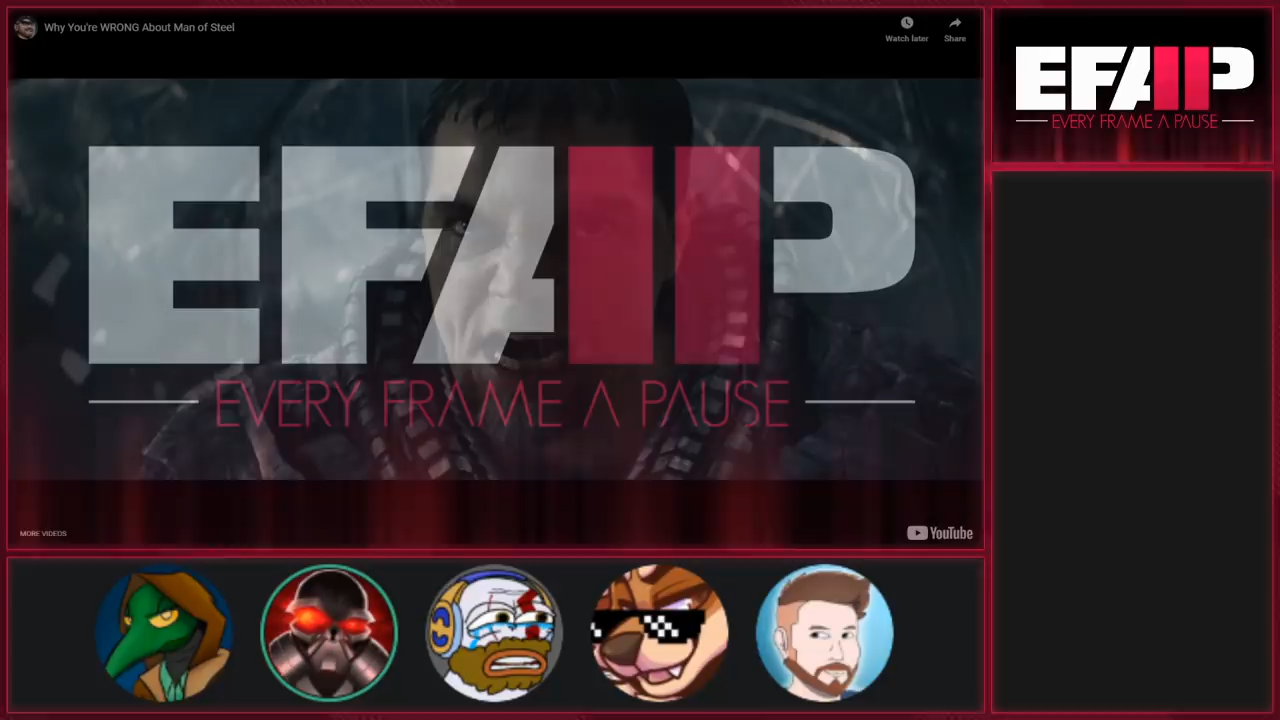 Why You're WRONG About Man of Steel
Watch later
Share
EFAP
EVERY FRAME A PAUSE
EFAP
EVERY FRAME A PAUSE
MORE VIDEOS
YouTube